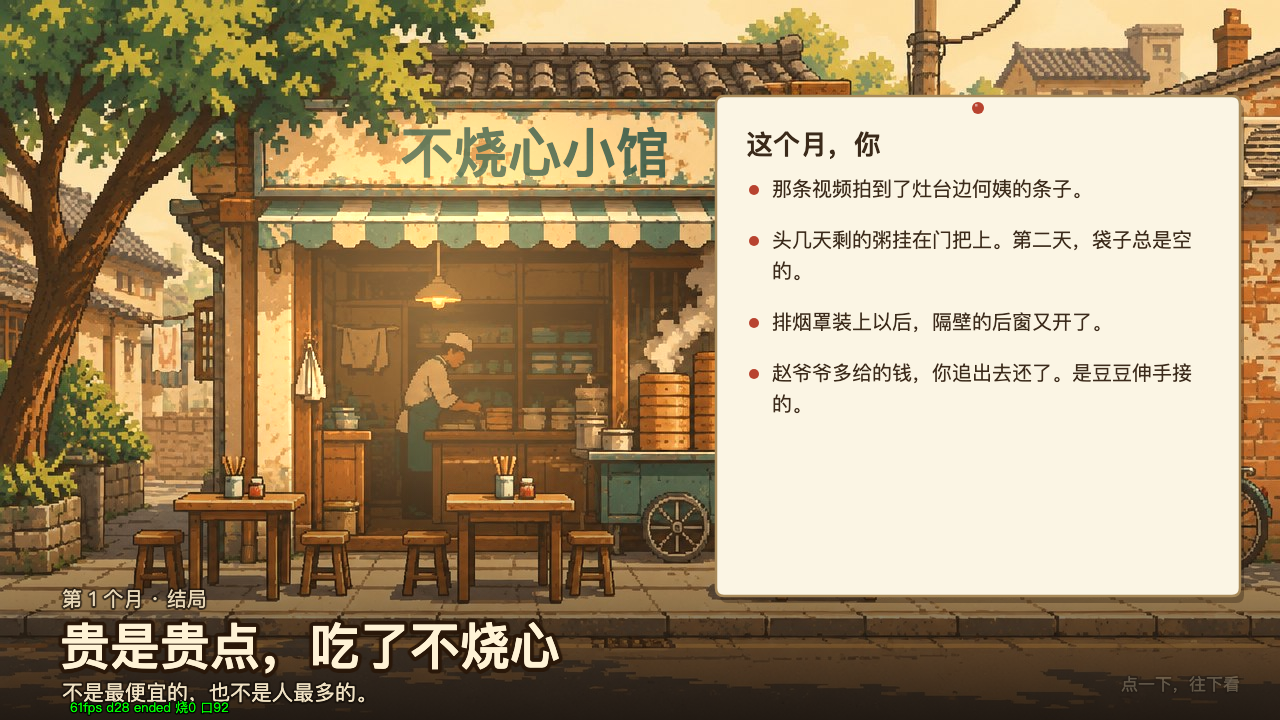 不烧心小馆
这个月，你
那条视频拍到了灶台边何姨的条子。
头几天剩的粥挂在门把上。第二天，袋子总是空
的。
排烟罩装上以后，隔壁的后窗又开了。
赵爷爷多给的钱，你追出去还了。是豆豆伸手接
的。
第 1 个月 · 结局
贵是贵点，吃了不烧心
不是最便宜的，也不是人最多的。
61fps d28 ended 烧0 口92
点一下，往下看